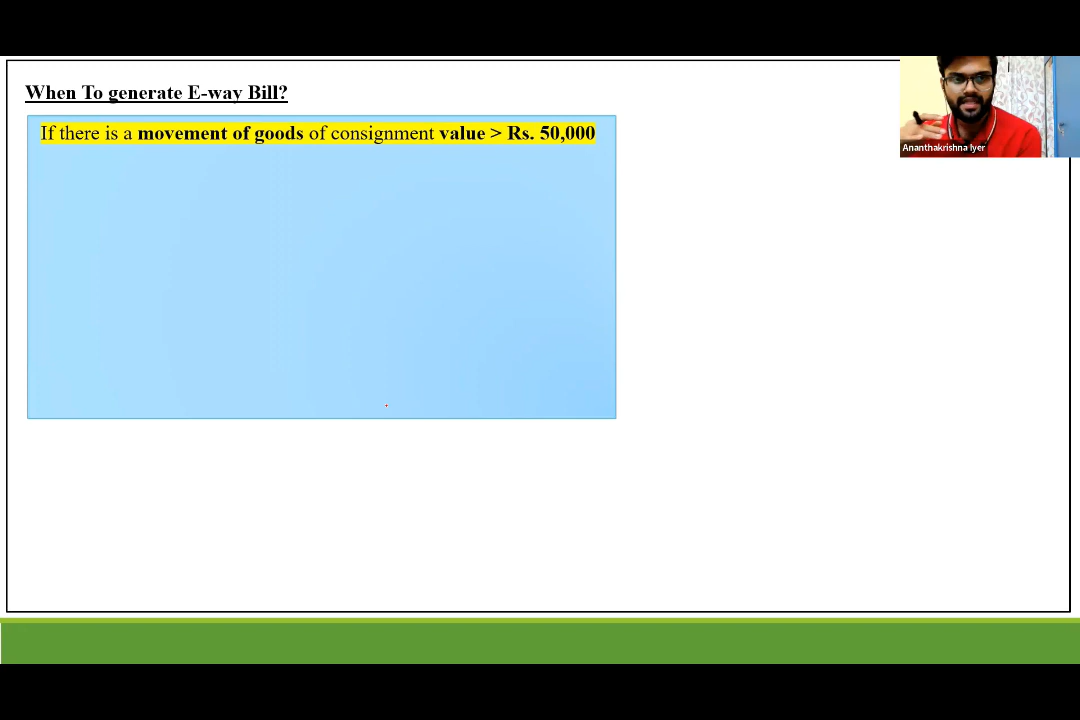 When To generate E-way Bill?
If there is a movement of goods of consignment value > Rs. 50,000
Ananthakrishna Iyer